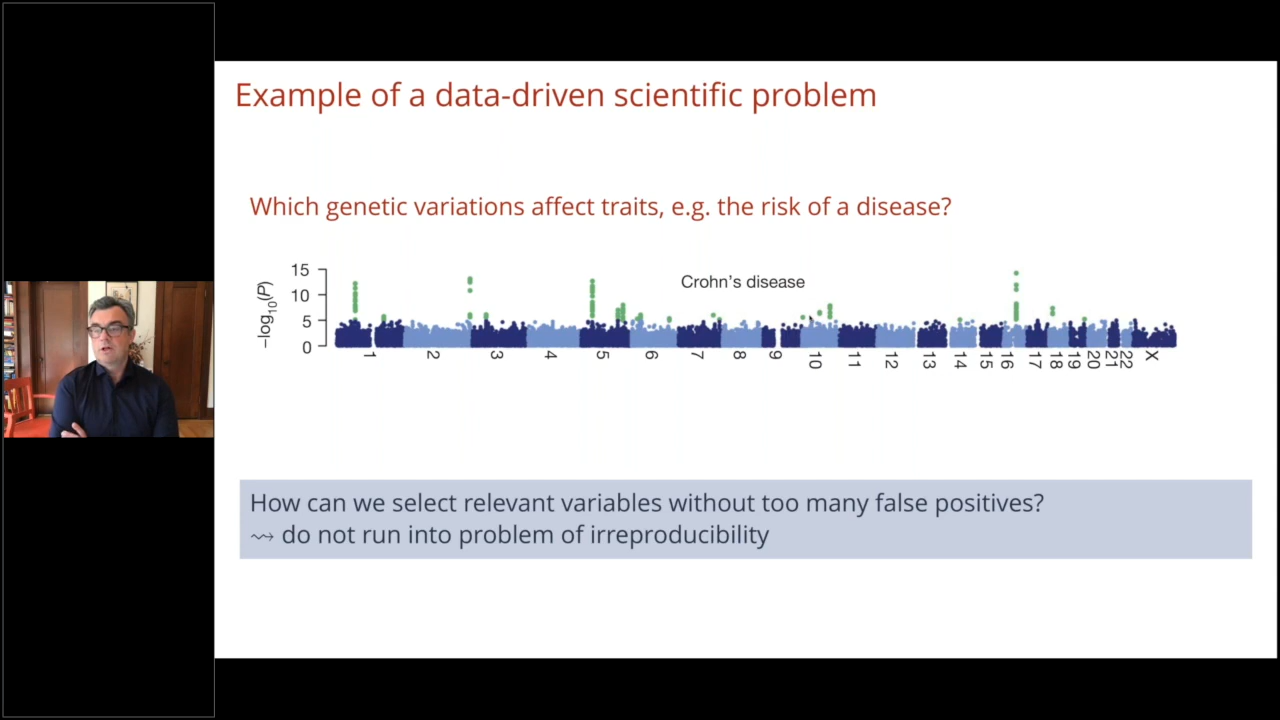 Example of a data-driven scientific problem
Which genetic variations affect traits, e.g. the risk of a disease?
Crohn's disease
−log10(P)
15
10
5
0
1 2 3 4 5 6 7 8 9 10 11 12 13 14 15 16 17 18 19 20 21 22 X
How can we select relevant variables without too many false positives?
⇝ do not run into problem of irreproducibility